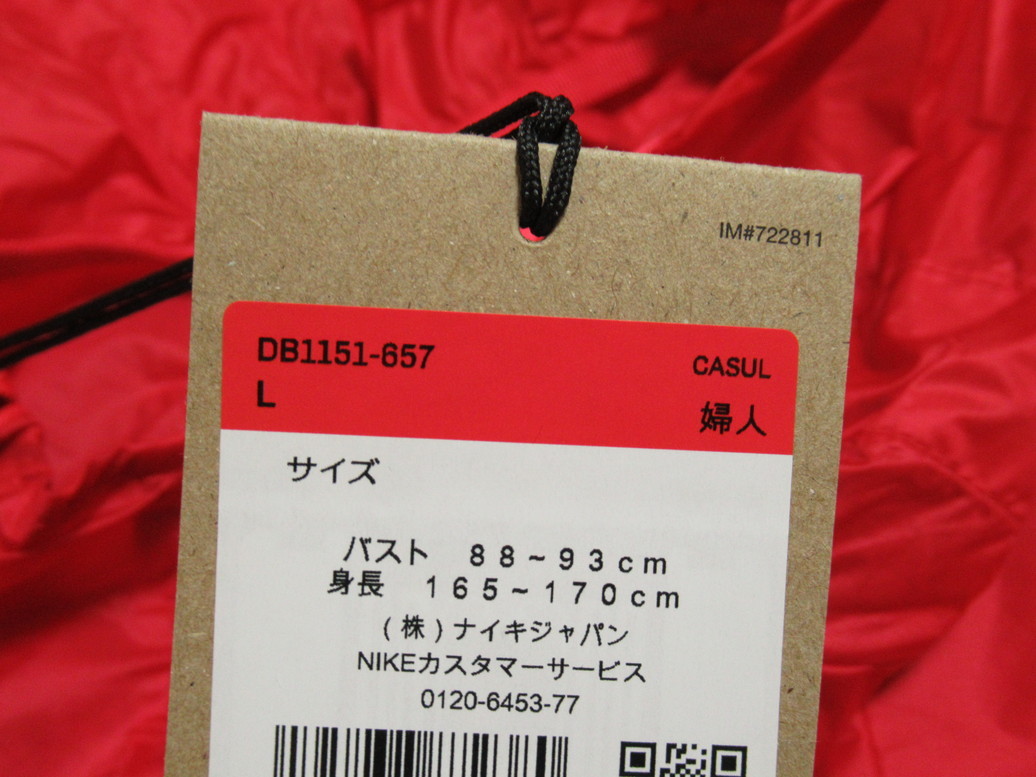 IM#722811
DB1151-657
CASUL
L
婦人
サイズ
バスト　８８~９３ｃｍ
身長　１６５~１７０ｃｍ
(株)ナイキジャパン
NIKEカスタマーサービス
0120-6453-77